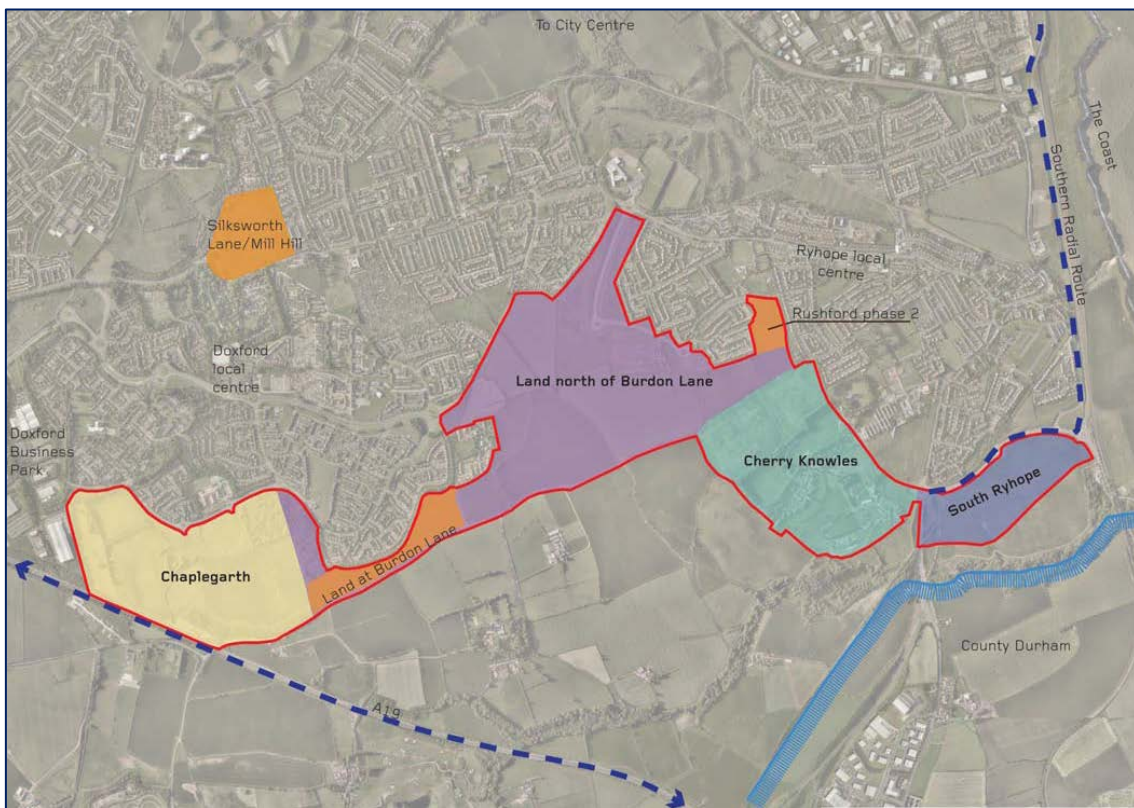 To City Centre
The Coast
Southern Radial Route
Silksworth
Lane/Mill Hill
Ryhope local
centre
Rushford phase 2
Doxford
local
centre
Land north of Burdon Lane
Doxford
Business
Park
Cherry Knowles
South Ryhope
Chaplegarth
Land at Burdon Lane
County Durham
A19